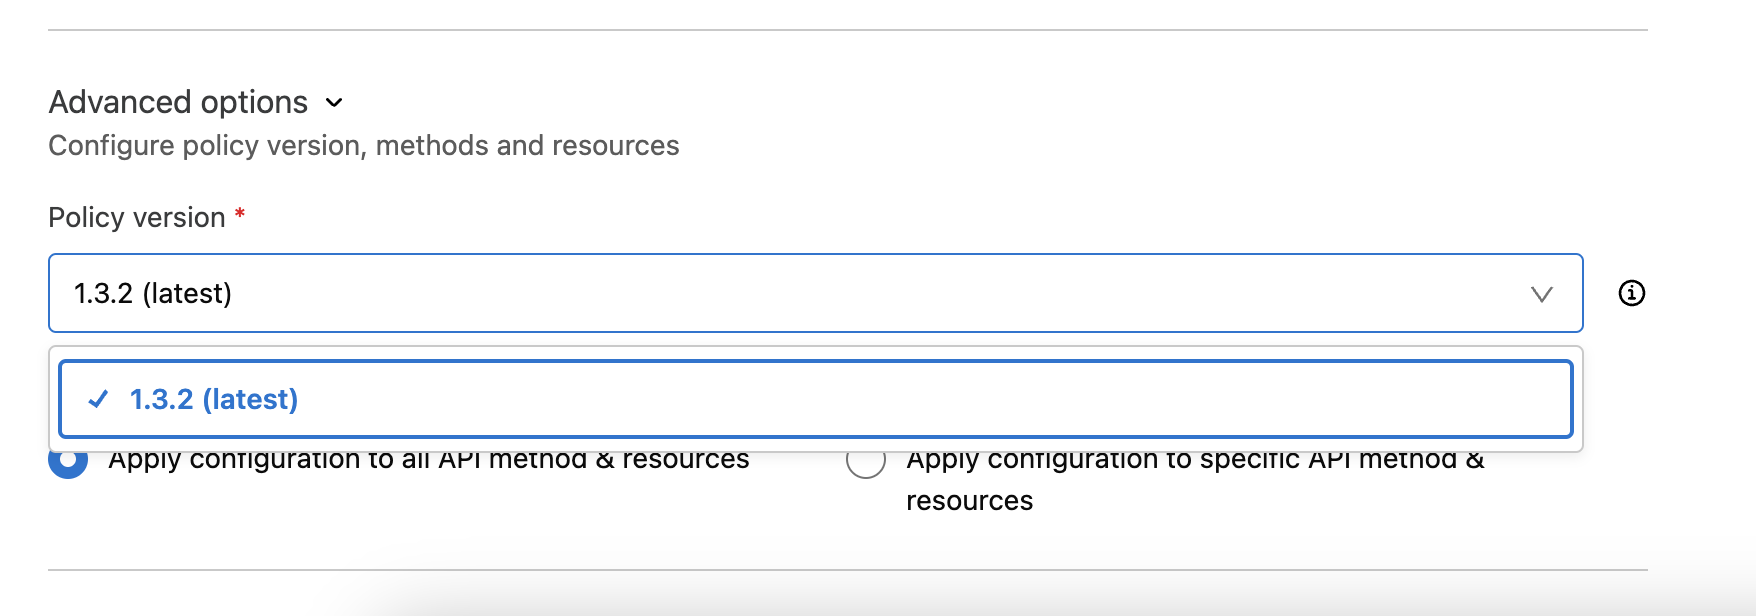 Advanced options
Configure policy version, methods and resources
Policy version *
1.3.2 (latest)
1.3.2 (latest)
Apply configuration to all API method & resources
Apply configuration to specific API method &
resources